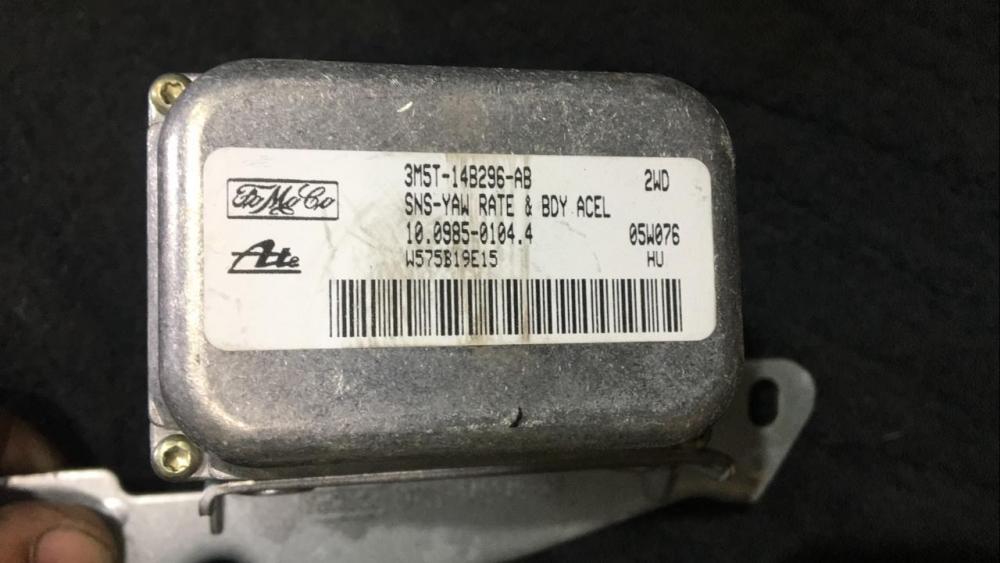 3M5T-14B296-AB 2WD
FoMoCo SNS-YAW RATE & BDY ACEL
10.0985-0104.4 05W076
Ate W575B19E15 HU